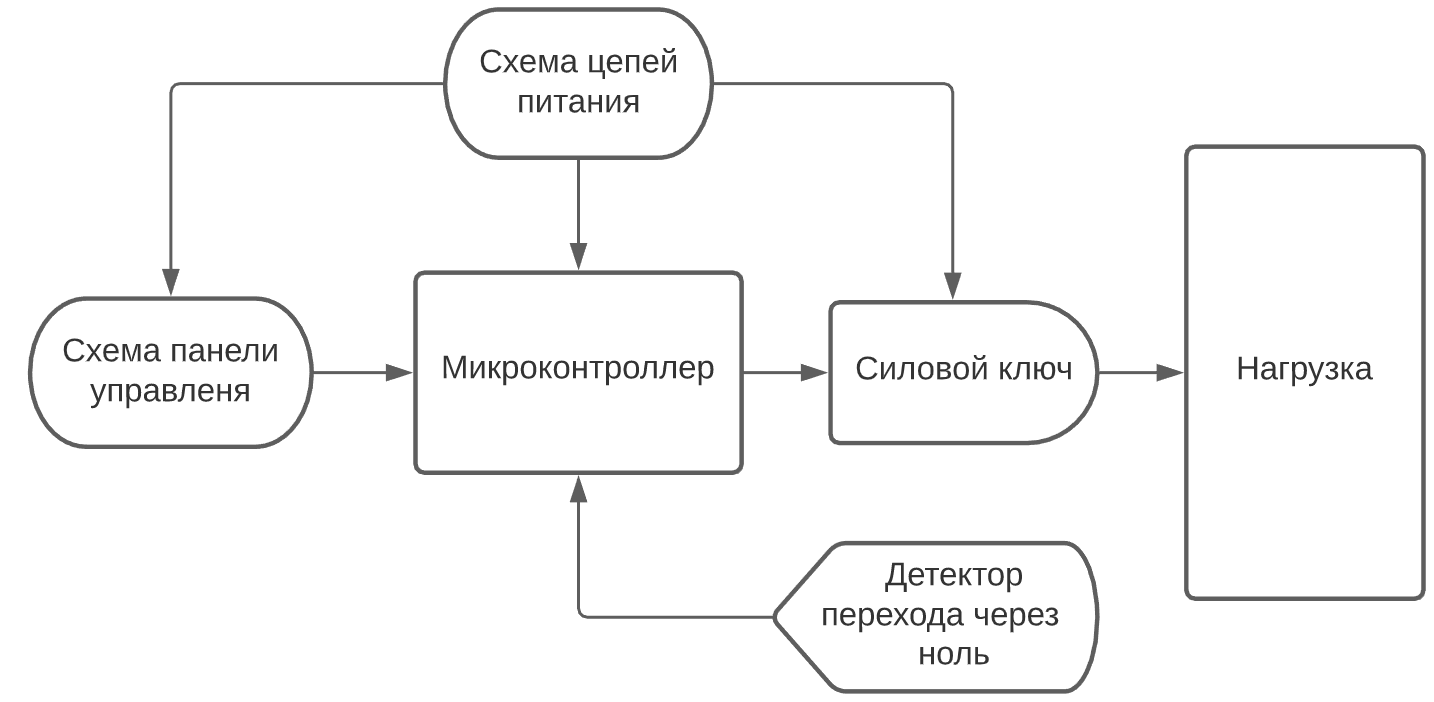 Схема цепей
питания
Схема панели
управленя
Микроконтроллер
Силовой ключ
Нагрузка
Детектор
перехода через
ноль